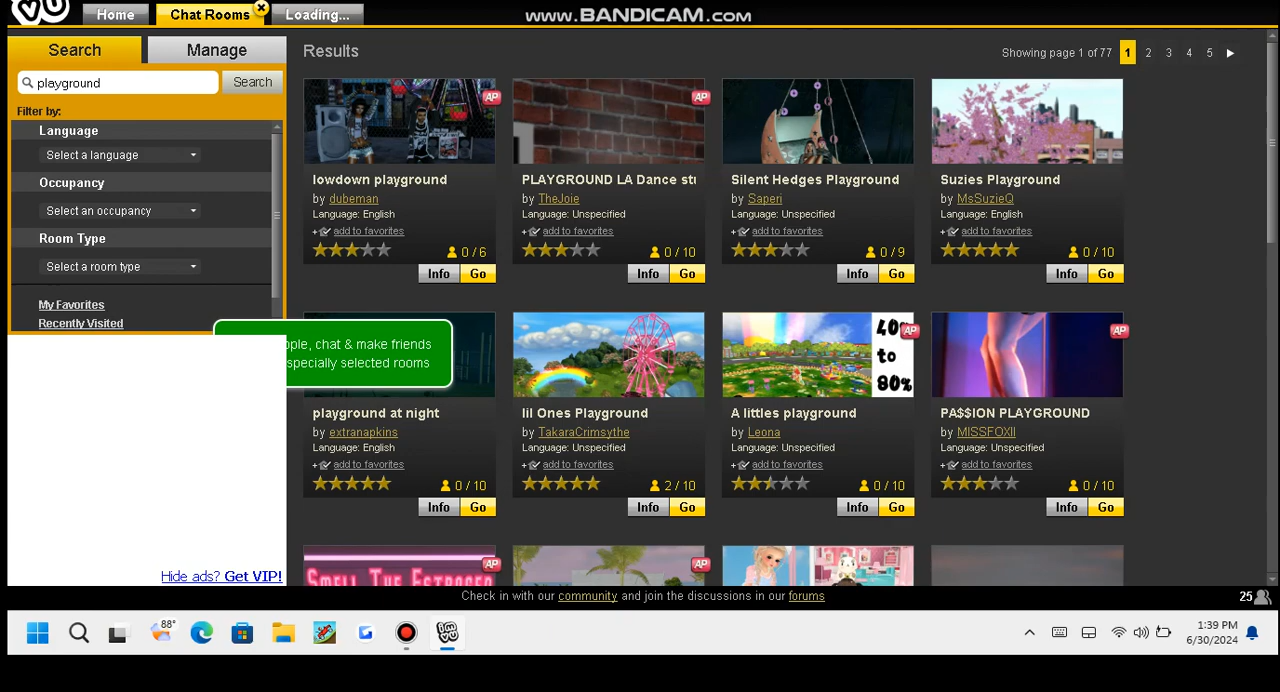 Home
Chat Rooms
Loading...
www.BANDICAM.com
Search
Manage
playground
Search
Filter by:
Language
Select a language
Occupancy
Select an occupancy
Room Type
Select a room type
My Favorites
Recently Visited
ople, chat & make friends
specially selected rooms
Hide ads? Get VIP!
Results
Showing page 1 of 77 1 2 3 4 5
AP
AP
lowdown playground
by dubeman
Language: English
add to favorites
0 / 6
Info Go
PLAYGROUND LA Dance stu
by TheJoie
Language: Unspecified
add to favorites
0 / 10
Info Go
Silent Hedges Playground
by Saperi
Language: Unspecified
add to favorites
0 / 9
Info Go
Suzies Playground
by MsSuzieQ
Language: English
add to favorites
0 / 10
Info Go
40%
to
80%
AP
AP
playground at night
by extranapkins
Language: English
add to favorites
0 / 10
Info Go
lil Ones Playground
by TakaraCrimsythe
Language: Unspecified
add to favorites
2 / 10
Info Go
A littles playground
by Leona
Language: Unspecified
add to favorites
0 / 10
Info Go
PA$$ION PLAYGROUND
by MISSFOXII
Language: Unspecified
add to favorites
0 / 10
Info Go
SMELL THE ESTROGEN
AP
AP
Check in with our community and join the discussions in our forums
25
88°
1:39 PM
6/30/2024